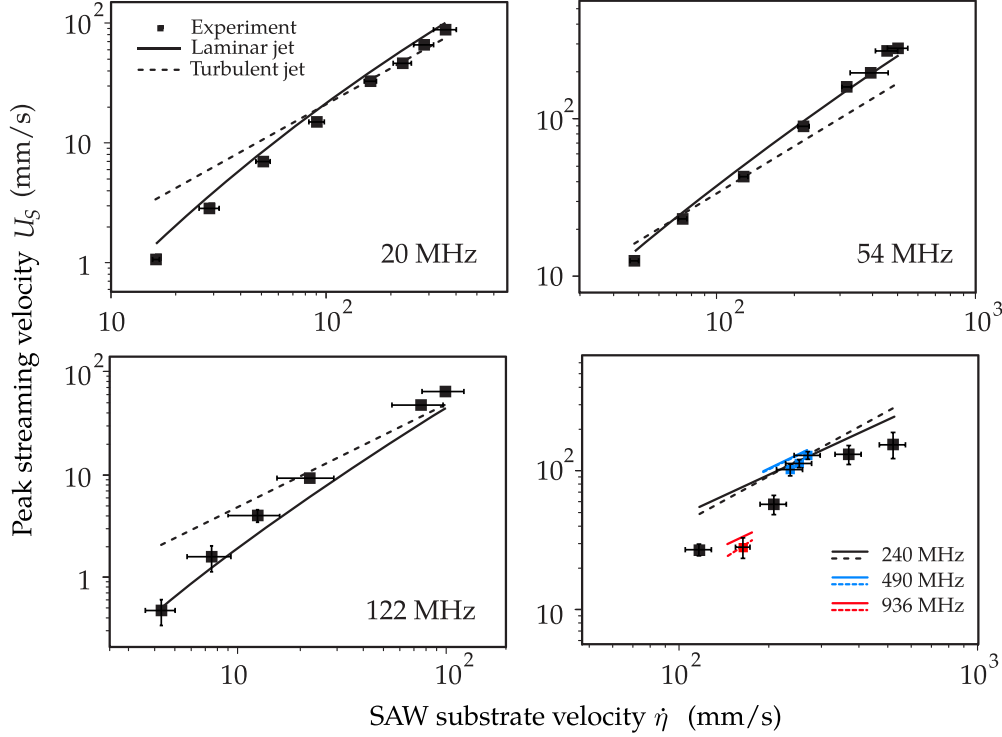 Peak streaming velocity U_S (mm/s)
10²
10
1
Experiment
Laminar jet
Turbulent jet
20 MHz
10
10²
10²
10
54 MHz
10²
10³
10²
10
1
122 MHz
10
10²
10²
10
240 MHz
490 MHz
936 MHz
10²
10³
SAW substrate velocity η̇ (mm/s)